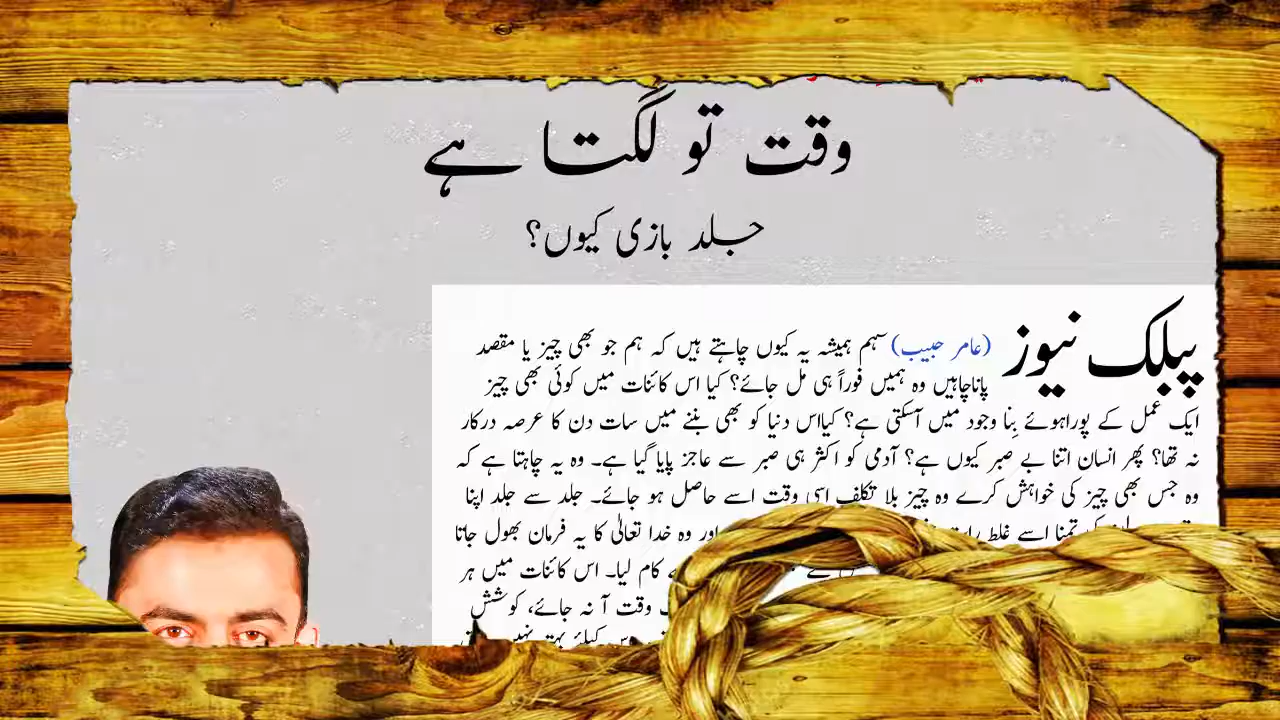 وقت تو لگتا ہے
جلد بازی کیوں؟
پبلک نیوز
(عامر حبیب) سہم ہمیشہ یہ کیوں چاہتے ہیں کہ ہم جو بھی چیز یا مقصد
پاناچاہیں وہ ہمیں فوراً ہی مل جائے؟ کیا اس کائنات میں کوئی بھی چیز
ایک عمل کے پوراہوئے بِنا وجود میں آسکتی ہے؟ کیااس دنیا کو بھی بننے میں سات دن کا عرصہ درکار
نہ تھا؟ پھر انسان اتنا بے صبر کیوں ہے؟ آدمی کو اکثر ہی صبر سے عاجز پایا گیا ہے۔ وہ یہ چاہتا ہے کہ
وہ جس بھی چیز کی خواہش کرے وہ چیز بلا تکلف اسی وقت اسے حاصل ہو جائے۔ جلد سے جلد اپنا
کی تمنا اسے غلط اور وہ خدا تعالیٰ کا یہ فرمان بھول جاتا
کام لیا۔ اس کائنات میں ہر
وقت آ نہ جائے، کوشش